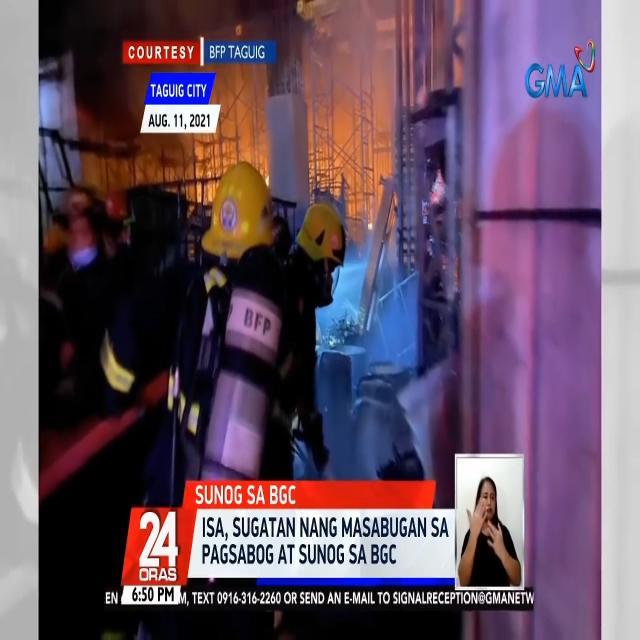 COURTESY BFP TAGUIG
GMA
TAGUIG CITY
AUG. 11, 2021
BFP
SUNOG SA BGC
24
ORAS
ISA, SUGATAN NANG MASABUGAN SA
PAGSABOG AT SUNOG SA BGC
6:50 PM
M, TEXT 0916-316-2260 OR SEND AN E-MAIL TO SIGNALRECEPTION@GMANETW